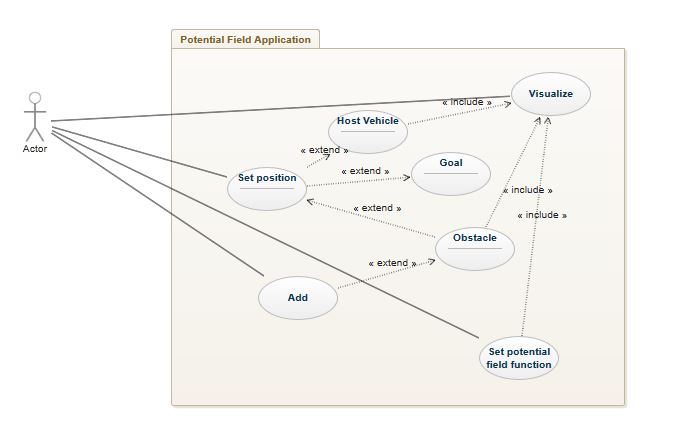 Potential Field Application
Visualize
« include »
Host Vehicle
Actor
« extend »
Goal
« extend »
Set position
« include »
« extend »
« include »
Obstacle
« extend »
Add
Set potential
field function